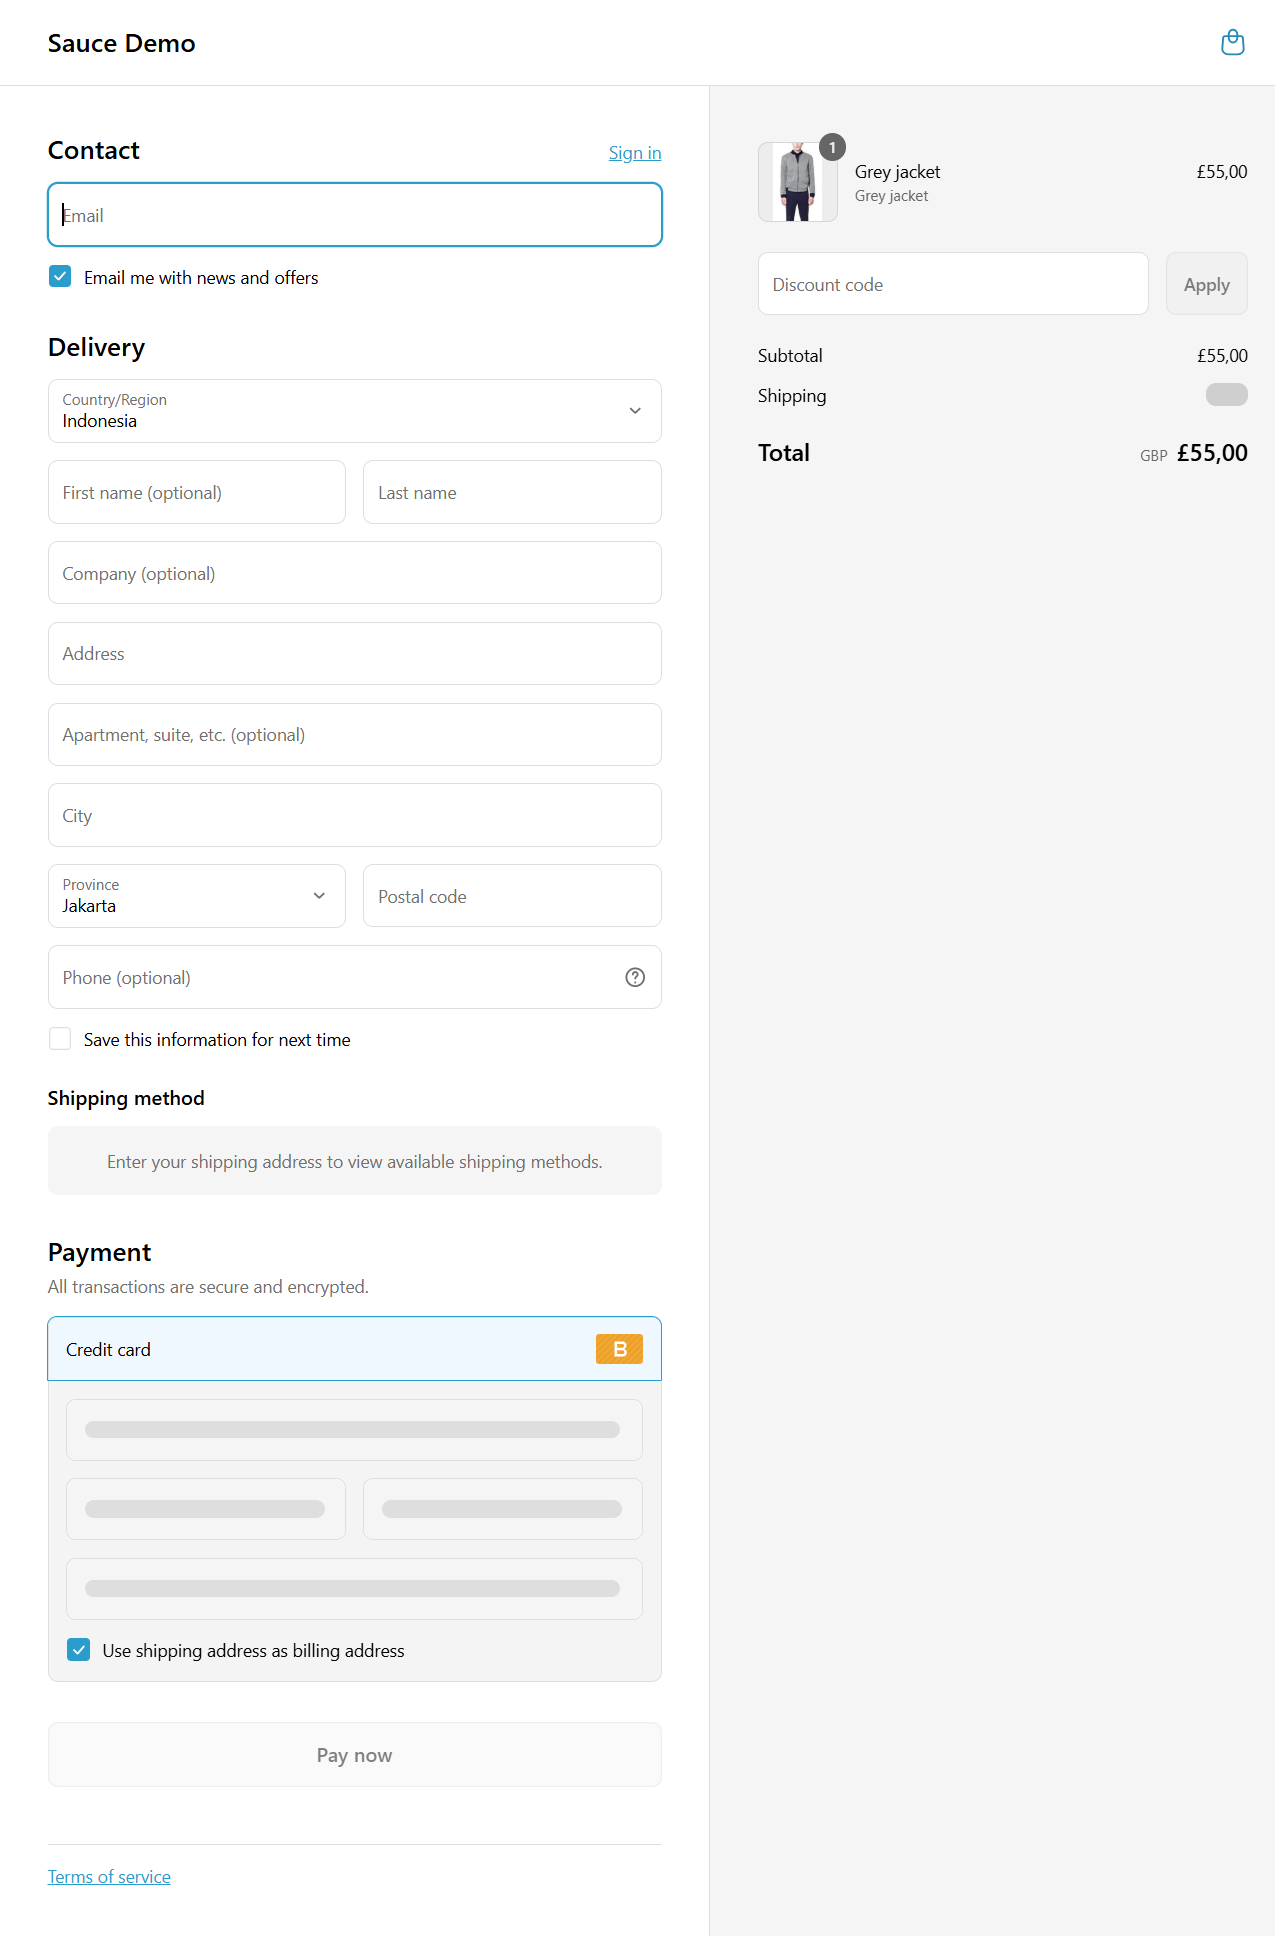 Sauce Demo
Contact
Sign in
Email
Email me with news and offers
Delivery
Country/Region
Indonesia
First name (optional)
Last name
Company (optional)
Address
Apartment, suite, etc. (optional)
City
Province
Jakarta
Postal code
Phone (optional)
Save this information for next time
Shipping method
Enter your shipping address to view available shipping methods.
Payment
All transactions are secure and encrypted.
Credit card
B
Use shipping address as billing address
Pay now
Terms of service
1
Grey jacket
£55,00
Grey jacket
Discount code
Apply
Subtotal
£55,00
Shipping
Total
GBP £55,00